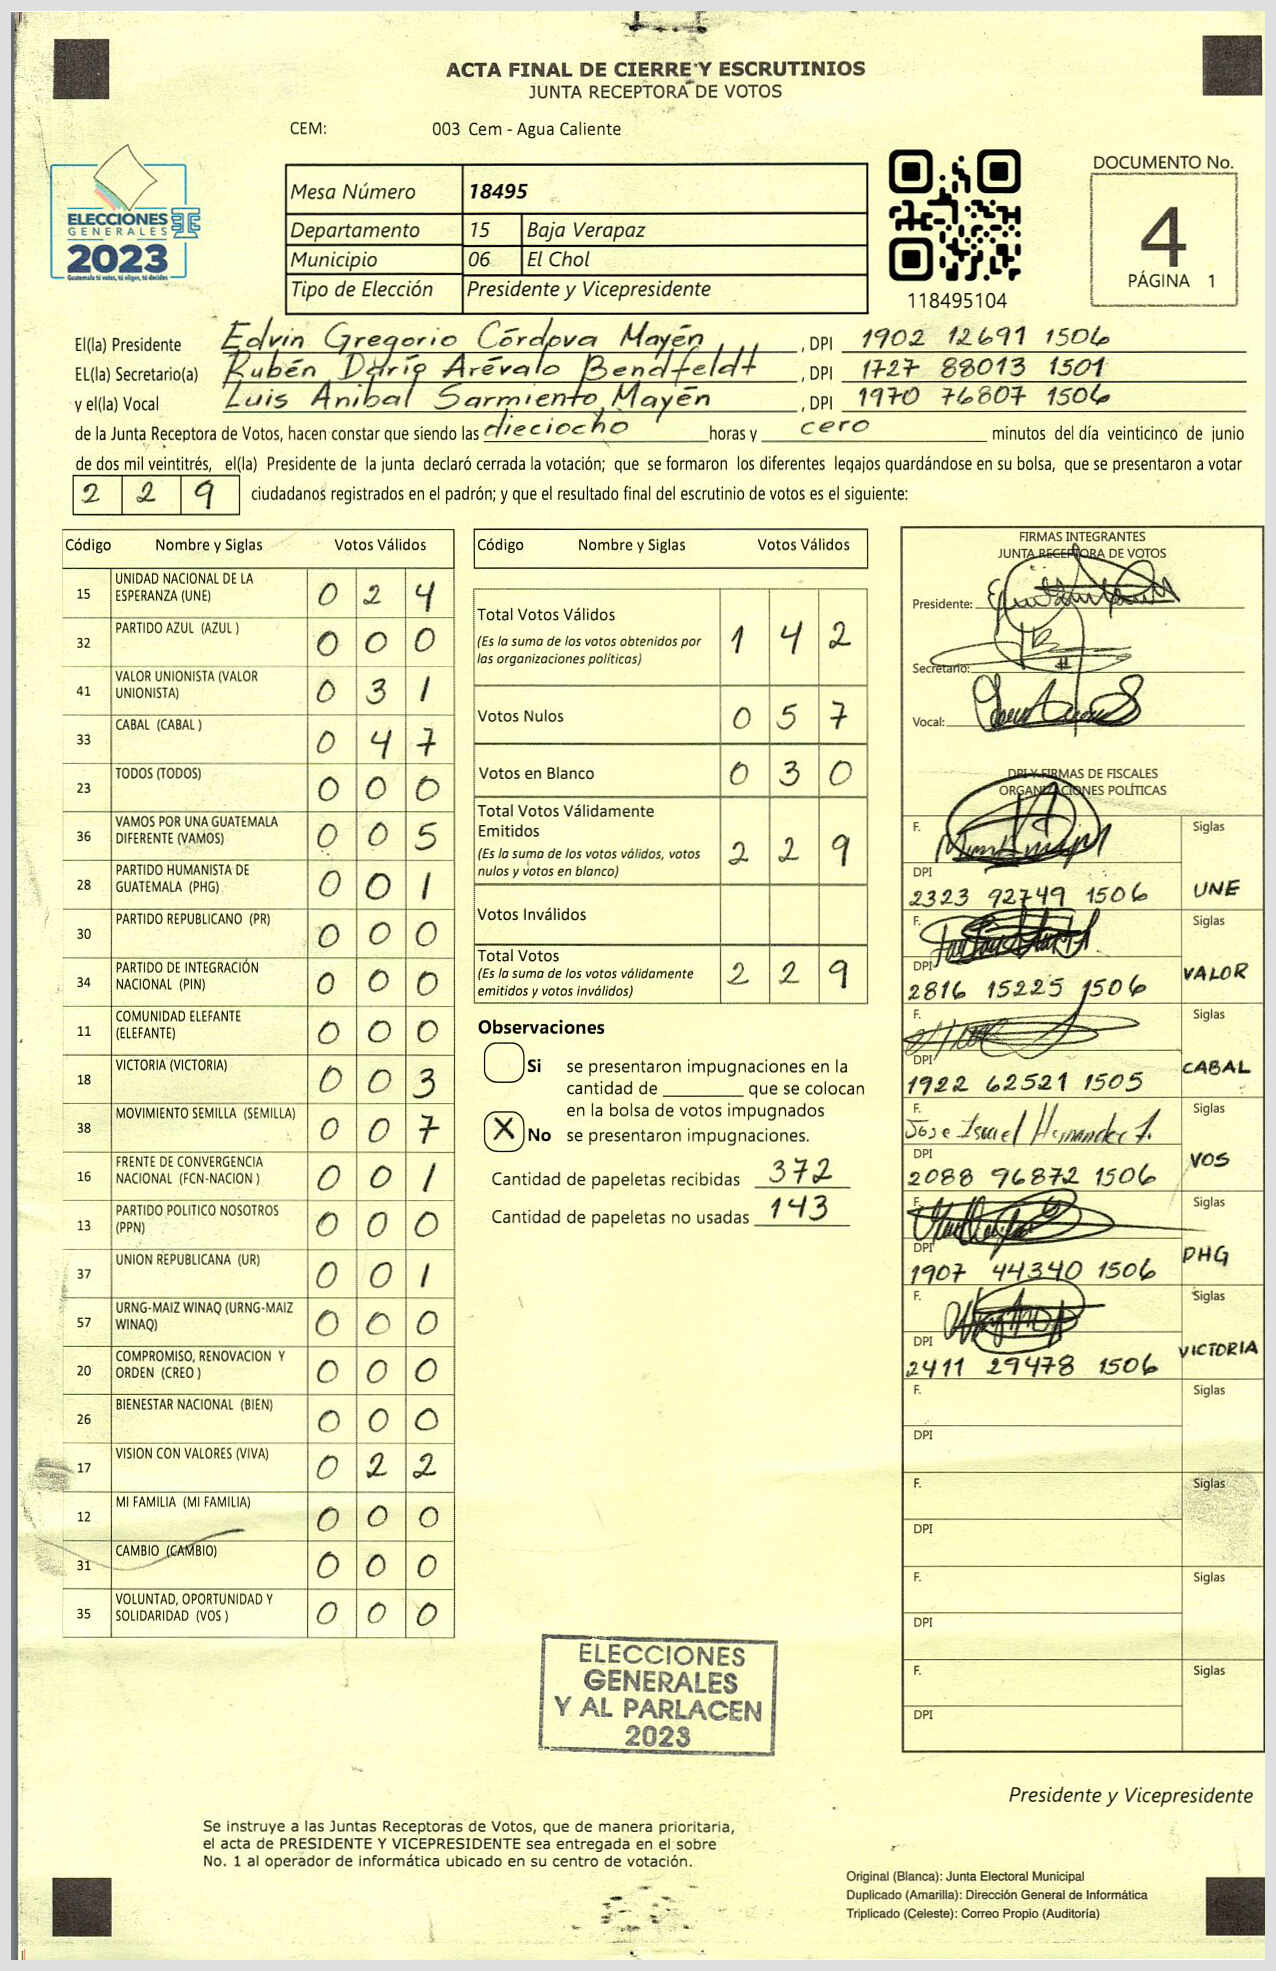 ACTA FINAL DE CIERRE Y ESCRUTINIOS
JUNTA RECEPTORA DE VOTOS
CEM: 003 Cem - Agua Caliente
ELECCIONES
GENERALES
2023
Guatemala tú votas, tú eliges, tú decides
Mesa Número 18495
Departamento 15 Baja Verapaz
Municipio 06 El Chol
Tipo de Elección Presidente y Vicepresidente
118495104
DOCUMENTO No.
4
PÁGINA 1
El(la) Presidente Edvin Gregorio Córdova Mayén, DPI 1902 12691 1506
EL(la) Secretario(a) Rubén Darío Arévalo Bendfeldt, DPI 1727 88013 1501
y el(la) Vocal Luis Anibal Sarmiento Mayén, DPI 1970 76807 1506
de la Junta Receptora de Votos, hacen constar que siendo las dieciocho horas y cero minutos del día veinticinco de junio
de dos mil veintitrés, el(la) Presidente de la junta declaró cerrada la votación; que se formaron los diferentes legajos guardándose en su bolsa, que se presentaron a votar
2 2 9 ciudadanos registrados en el padrón; y que el resultado final del escrutinio de votos es el siguiente:
Código Nombre y Siglas Votos Válidos
15 UNIDAD NACIONAL DE LA ESPERANZA (UNE) 0 2 4
32 PARTIDO AZUL (AZUL ) 0 0 0
41 VALOR UNIONISTA (VALOR UNIONISTA) 0 3 1
33 CABAL (CABAL ) 0 4 7
23 TODOS (TODOS) 0 0 0
36 VAMOS POR UNA GUATEMALA DIFERENTE (VAMOS) 0 0 5
28 PARTIDO HUMANISTA DE GUATEMALA (PHG) 0 0 1
30 PARTIDO REPUBLICANO (PR) 0 0 0
34 PARTIDO DE INTEGRACIÓN NACIONAL (PIN) 0 0 0
11 COMUNIDAD ELEFANTE (ELEFANTE) 0 0 0
18 VICTORIA (VICTORIA) 0 0 3
38 MOVIMIENTO SEMILLA (SEMILLA) 0 0 7
16 FRENTE DE CONVERGENCIA NACIONAL (FCN-NACION ) 0 0 1
13 PARTIDO POLITICO NOSOTROS (PPN) 0 0 0
37 UNION REPUBLICANA (UR) 0 0 1
57 URNG-MAIZ WINAQ (URNG-MAIZ WINAQ) 0 0 0
20 COMPROMISO, RENOVACION Y ORDEN (CREO ) 0 0 0
26 BIENESTAR NACIONAL (BIEN) 0 0 0
17 VISION CON VALORES (VIVA) 0 2 2
12 MI FAMILIA (MI FAMILIA) 0 0 0
31 CAMBIO (CAMBIO) 0 0 0
35 VOLUNTAD, OPORTUNIDAD Y SOLIDARIDAD (VOS ) 0 0 0
Código Nombre y Siglas Votos Válidos
Total Votos Válidos 1 4 2
(Es la suma de los votos obtenidos por
las organizaciones políticas)
Votos Nulos 0 5 7
Votos en Blanco 0 3 0
Total Votos Válidamente
Emitidos 2 2 9
(Es la suma de los votos válidos, votos
nulos y votos en blanco)
Votos Inválidos
Total Votos 2 2 9
(Es la suma de los votos válidamente
emitidos y votos inválidos)
Observaciones
Si se presentaron impugnaciones en la
cantidad de ________ que se colocan
en la bolsa de votos impugnados
X No se presentaron impugnaciones.
Cantidad de papeletas recibidas 372
Cantidad de papeletas no usadas 143
FIRMAS INTEGRANTES
JUNTA RECEPTORA DE VOTOS
Presidente:
Secretario:
Vocal:
DPI Y FIRMAS DE FISCALES
ORGANIZACIONES POLÍTICAS
F. Siglas
DPI
2323 92749 1506 UNE
F. Siglas
DPI
2816 15225 1506 VALOR
F. Siglas
DPI
1922 62521 1505 CABAL
F. Siglas
José Ismael Hernandez
DPI
2088 96872 1506 VOS
F. Siglas
DPI
1907 44340 1506 PHG
F. Siglas
DPI
2411 29478 1506 VICTORIA
F. Siglas
DPI
F. Siglas
DPI
F. Siglas
DPI
F. Siglas
DPI
ELECCIONES
GENERALES
Y AL PARLACEN
2023
Presidente y Vicepresidente
Se instruye a las Juntas Receptoras de Votos, que de manera prioritaria,
el acta de PRESIDENTE Y VICEPRESIDENTE sea entregada en el sobre
No. 1 al operador de informática ubicado en su centro de votación.
Original (Blanca): Junta Electoral Municipal
Duplicado (Amarilla): Dirección General de Informática
Triplicado (Celeste): Correo Propio (Auditoría)